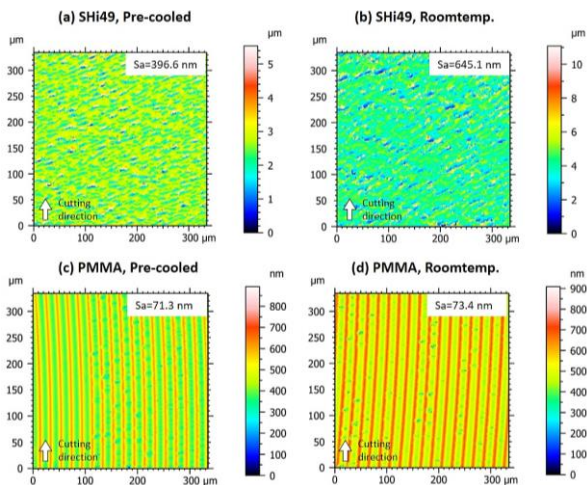 (a) SHi49, Pre-cooled
(b) SHi49, Roomtemp.
µm
µm
Sa=396.6 nm
Sa=645.1 nm
300
250
200
150
100
50
0
5
4
3
2
1
0
300
250
200
150
100
50
0
10
8
6
4
2
0
Cutting
direction
Cutting
direction
0 100 200 300 µm
0 100 200 300 µm
(c) PMMA, Pre-cooled
(d) PMMA, Roomtemp.
µm
nm
µm
nm
Sa=71.3 nm
Sa=73.4 nm
300
250
200
150
100
50
0
800
700
600
500
400
300
200
100
0
300
250
200
150
100
50
0
900
800
700
600
500
400
300
200
100
0
Cutting
direction
Cutting
direction
0 100 200 300 µm
0 100 200 300 µm